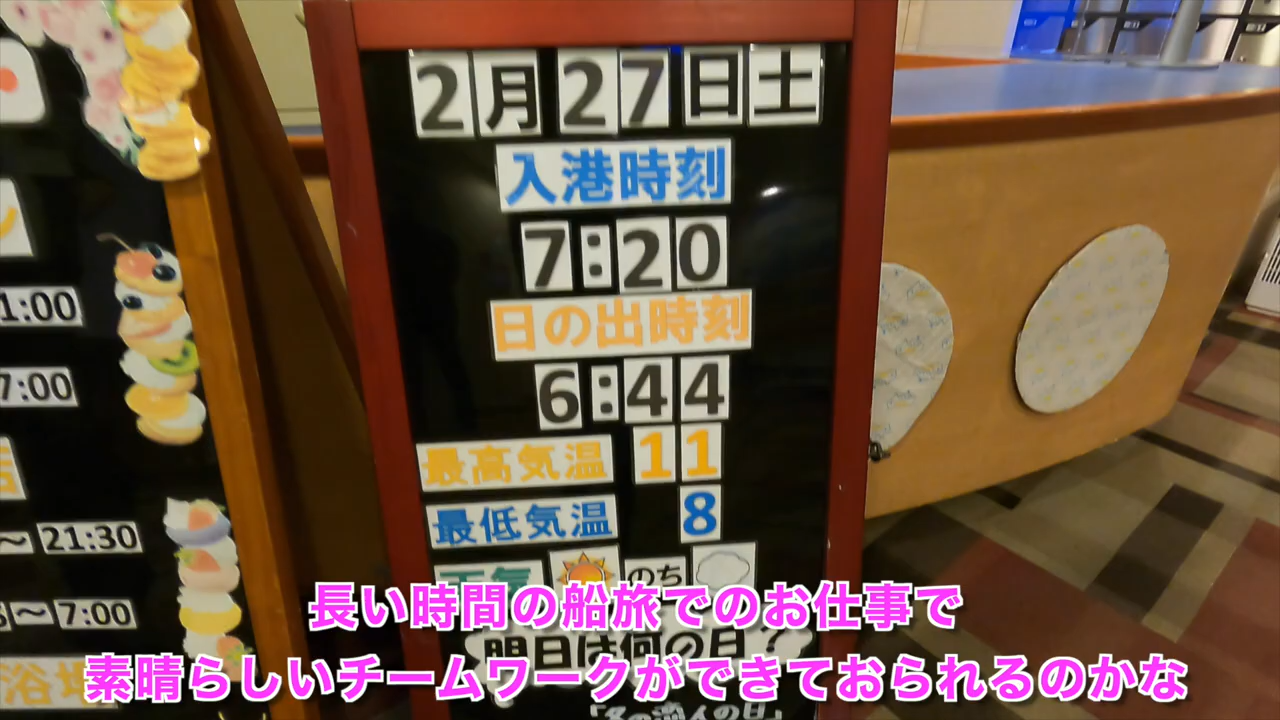 2月27日土
入港時刻
7:20
日の出時刻
6:44
最高気温 11
最低気温 8
天気 のち
明日は何の日?
1:00
7:00
～21:30
～7:00
浴場
長い時間の船旅でのお仕事で
素晴らしいチームワークができておられるのかな